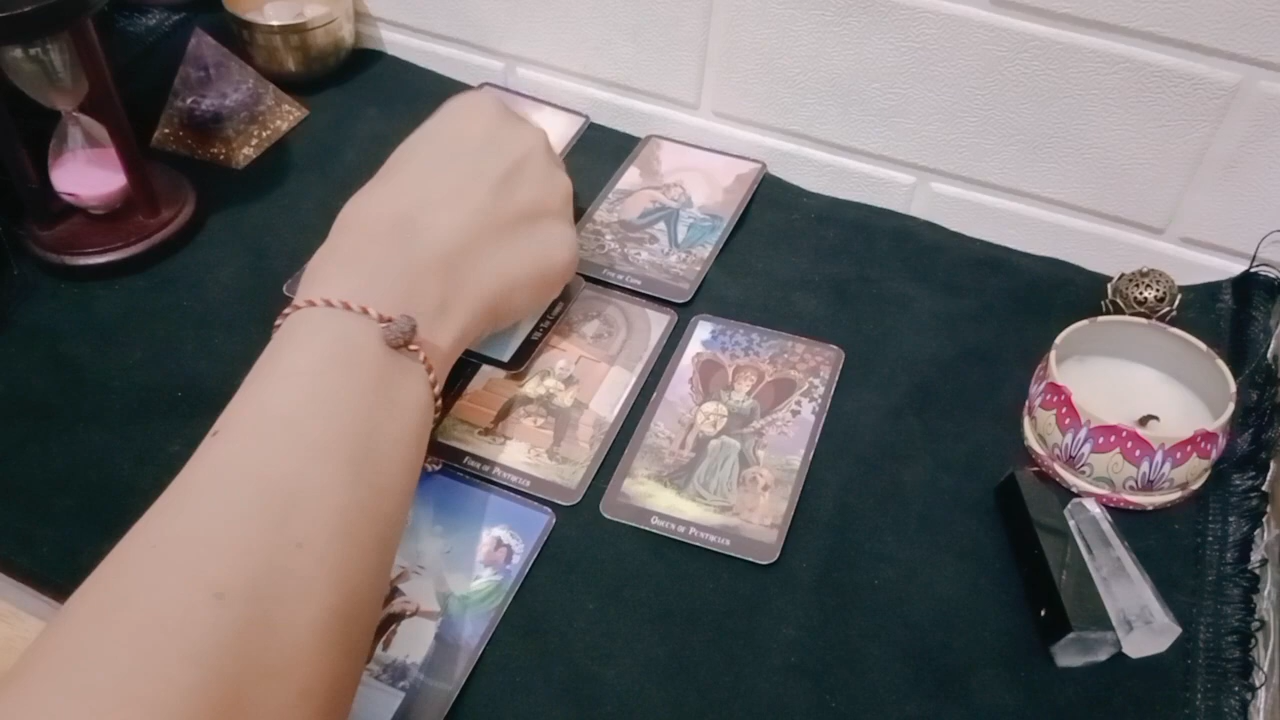 Five of Cups
VII • The Chariot
Four of Pentacles
Queen of Pentacles